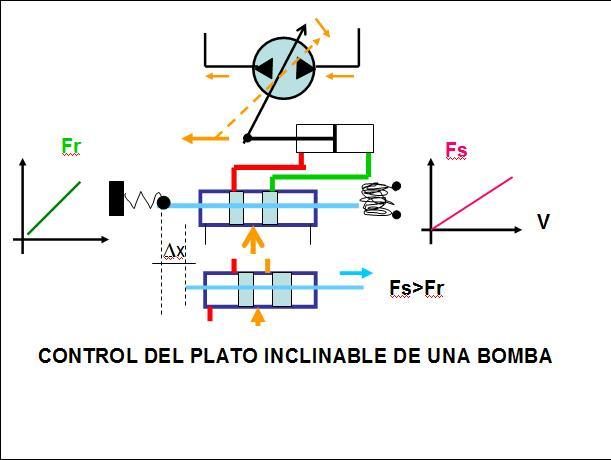 Fr
Fs
V
Δx
Fs>Fr
CONTROL DEL PLATO INCLINABLE DE UNA BOMBA